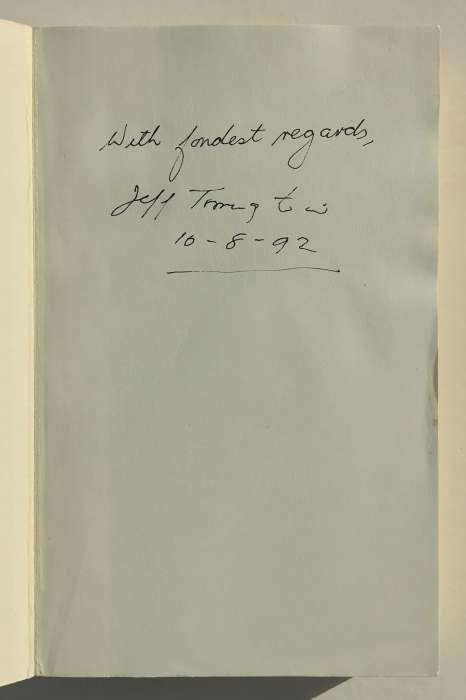 With fondest regards,
Jeff Torrington
10-8-92